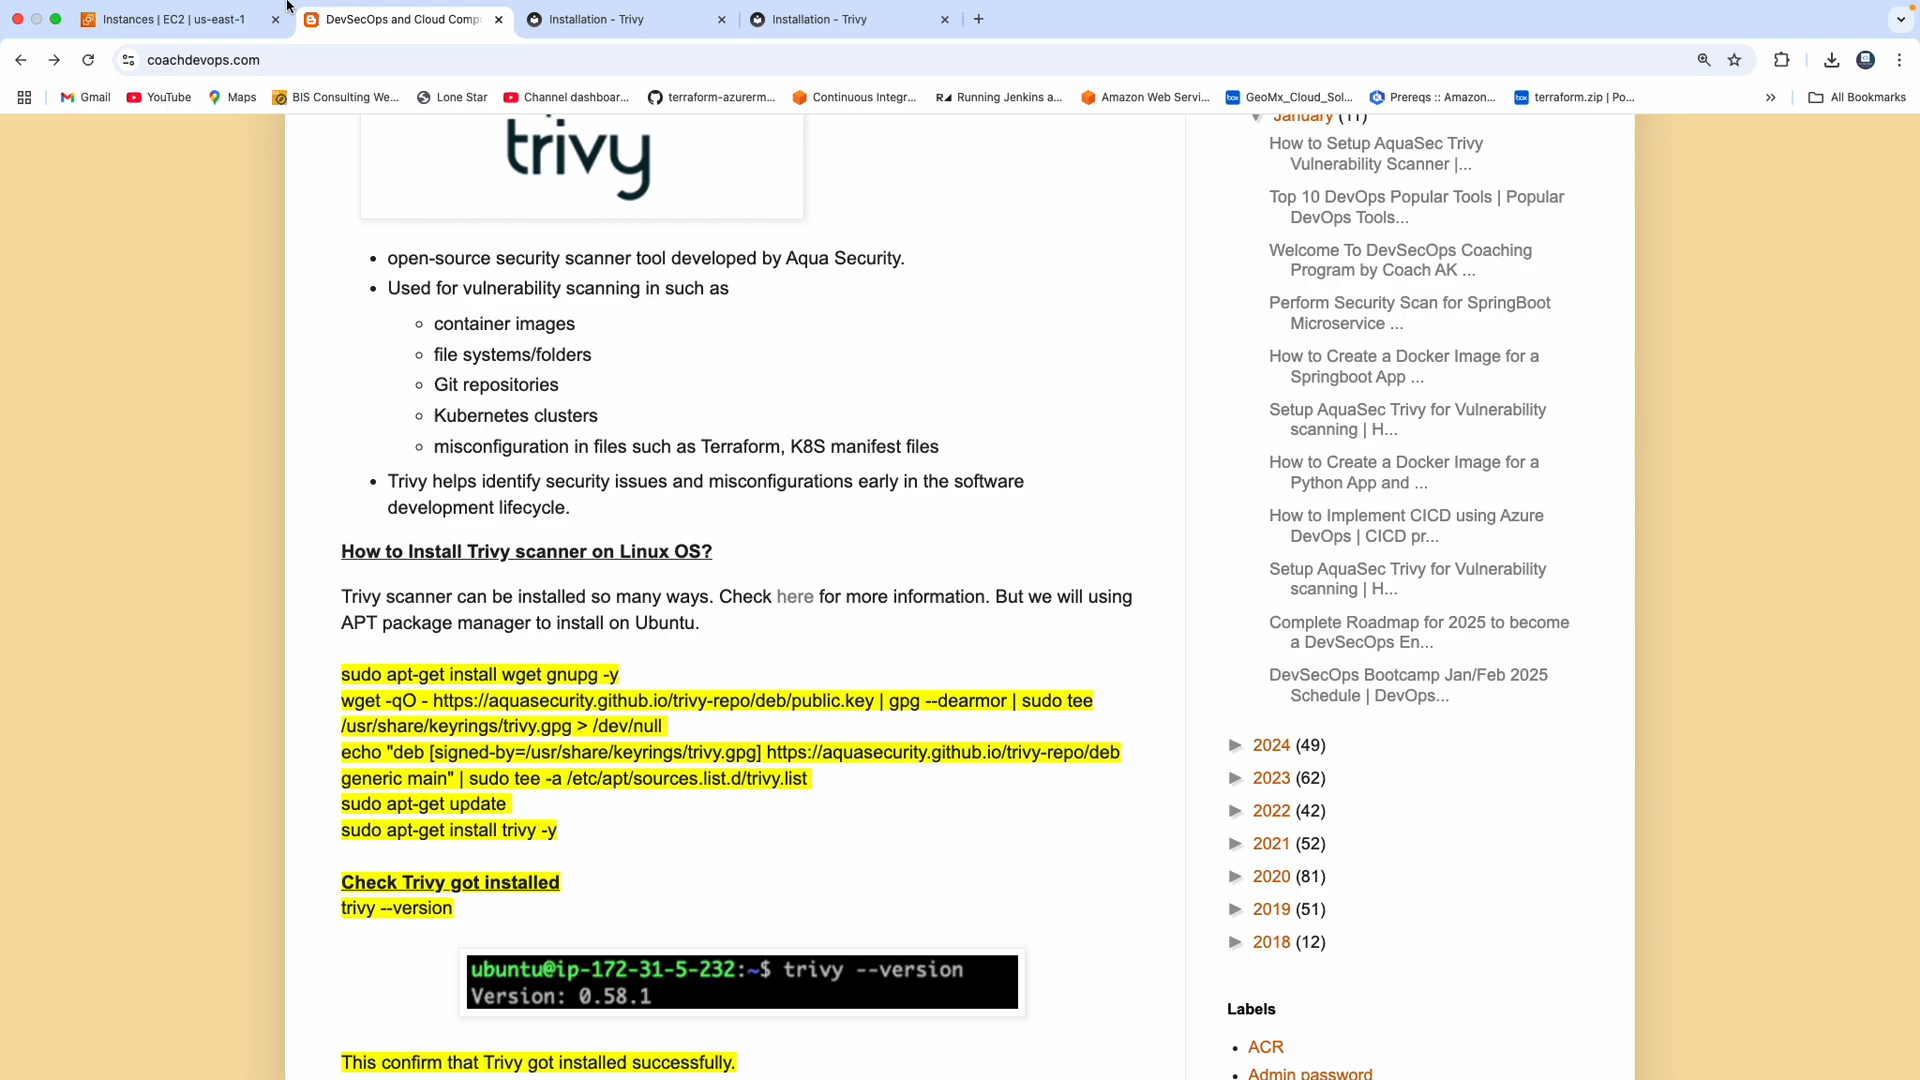 Instances | EC2 | us-east-1
DevSecOps and Cloud Comp
Installation - Trivy
Installation - Trivy
coachdevops.com
Gmail
YouTube
Maps
BIS Consulting We...
Lone Star
Channel dashboar...
terraform-azurerm...
Continuous Integr...
Running Jenkins a...
Amazon Web Servi...
GeoMx_Cloud_Sol...
Prereqs :: Amazon...
terraform.zip | Po...
All Bookmarks
trivy
• open-source security scanner tool developed by Aqua Security.
• Used for vulnerability scanning in such as
container images
file systems/folders
Git repositories
Kubernetes clusters
misconfiguration in files such as Terraform, K8S manifest files
• Trivy helps identify security issues and misconfigurations early in the software
development lifecycle.
How to Install Trivy scanner on Linux OS?
Trivy scanner can be installed so many ways. Check here for more information. But we will using
APT package manager to install on Ubuntu.
sudo apt-get install wget gnupg -y
wget -qO - https://aquasecurity.github.io/trivy-repo/deb/public.key | gpg --dearmor | sudo tee
/usr/share/keyrings/trivy.gpg > /dev/null
echo "deb [signed-by=/usr/share/keyrings/trivy.gpg] https://aquasecurity.github.io/trivy-repo/deb
generic main" | sudo tee -a /etc/apt/sources.list.d/trivy.list
sudo apt-get update
sudo apt-get install trivy -y
Check Trivy got installed
trivy --version
ubuntu@ip-172-31-5-232:~$ trivy --version
Version: 0.58.1
This confirm that Trivy got installed successfully.
January (11)
How to Setup AquaSec Trivy
Vulnerability Scanner |...
Top 10 DevOps Popular Tools | Popular
DevOps Tools...
Welcome To DevSecOps Coaching
Program by Coach AK ...
Perform Security Scan for SpringBoot
Microservice ...
How to Create a Docker Image for a
Springboot App ...
Setup AquaSec Trivy for Vulnerability
scanning | H...
How to Create a Docker Image for a
Python App and ...
How to Implement CICD using Azure
DevOps | CICD pr...
Setup AquaSec Trivy for Vulnerability
scanning | H...
Complete Roadmap for 2025 to become
a DevSecOps En...
DevSecOps Bootcamp Jan/Feb 2025
Schedule | DevOps...
► 2024 (49)
► 2023 (62)
► 2022 (42)
► 2021 (52)
► 2020 (81)
► 2019 (51)
► 2018 (12)
Labels
• ACR
• Admin password